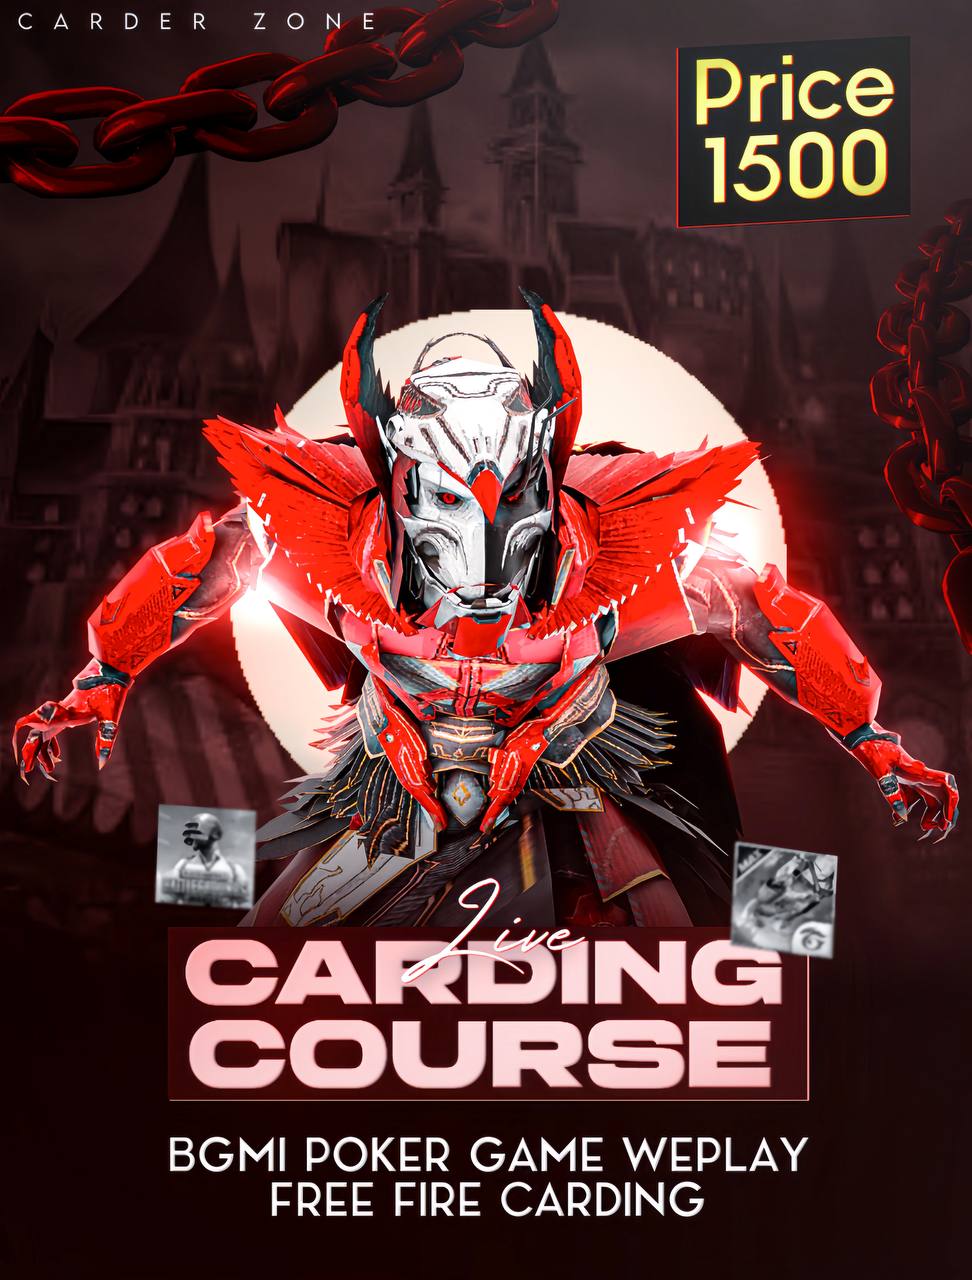 CARDER ZONE
Price
1500
Live
CARDING
COURSE
BGMI POKER GAME WEPLAY
FREE FIRE CARDING